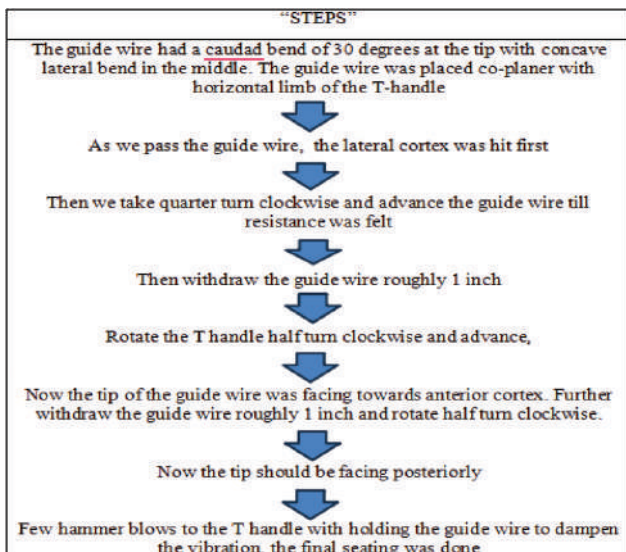 “STEPS”
The guide wire had a caudad bend of 30 degrees at the tip with concave
lateral bend in the middle. The guide wire was placed co-planer with
horizontal limb of the T-handle
As we pass the guide wire, the lateral cortex was hit first
Then we take quarter turn clockwise and advance the guide wire till
resistance was felt
Then withdraw the guide wire roughly 1 inch
Rotate the T handle half turn clockwise and advance,
Now the tip of the guide wire was facing towards anterior cortex. Further
withdraw the guide wire roughly 1 inch and rotate half turn clockwise.
Now the tip should be facing posteriorly
Few hammer blows to the T handle with holding the guide wire to dampen
the vibration, the final seating was done